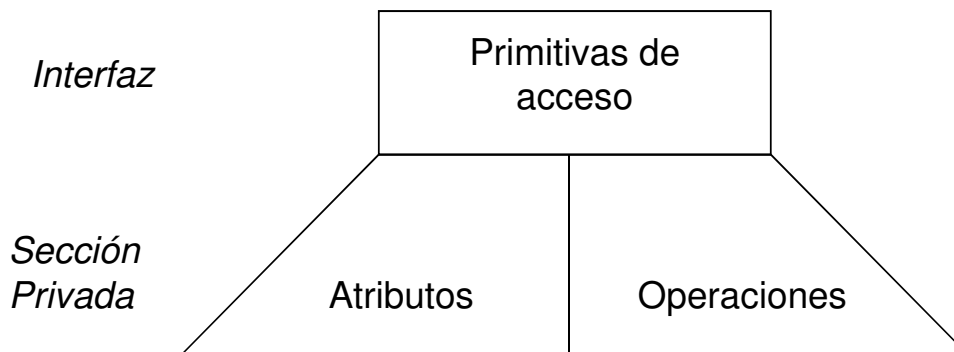 Interfaz
Primitivas de
acceso
Sección
Privada
Atributos
Operaciones